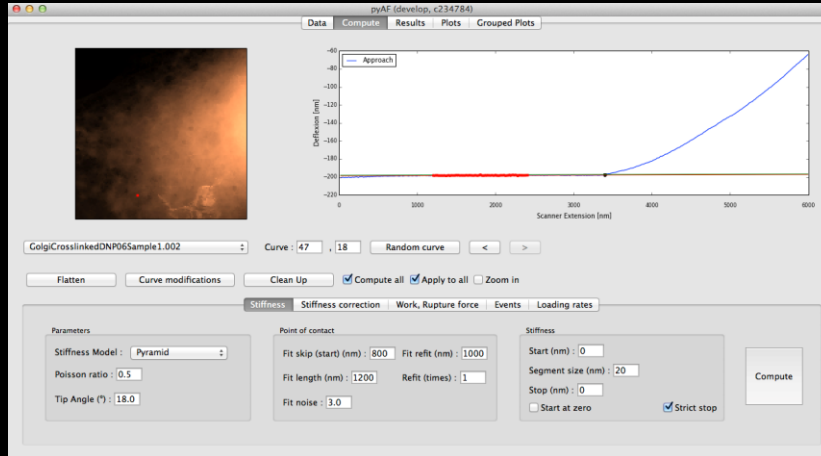 pyAF (develop, c234784)
Data Compute Results Plots Grouped Plots
Approach
−60
−80
−100
−120
−140
−160
−180
−200
−220
Deflexion [nm]
0 1000 2000 3000 4000 5000 6000
Scanner Extension [nm]
GolgiCrosslinkedDNP06Sample1.002 Curve : 47 , 18 Random curve < >
Flatten Curve modifications Clean Up Compute all Apply to all Zoom in
Stiffness Stiffness correction Work, Rupture force Events Loading rates
Parameters
Stiffness Model : Pyramid
Poisson ratio : 0.5
Tip Angle (°) : 18.0
Point of contact
Fit skip (start) (nm) : 800 Fit refit (nm) : 1000
Fit length (nm) : 1200 Refit (times) : 1
Fit noise : 3.0
Stiffness
Start (nm) : 0
Segment size (nm) : 20
Stop (nm) : 0
Start at zero Strict stop
Compute